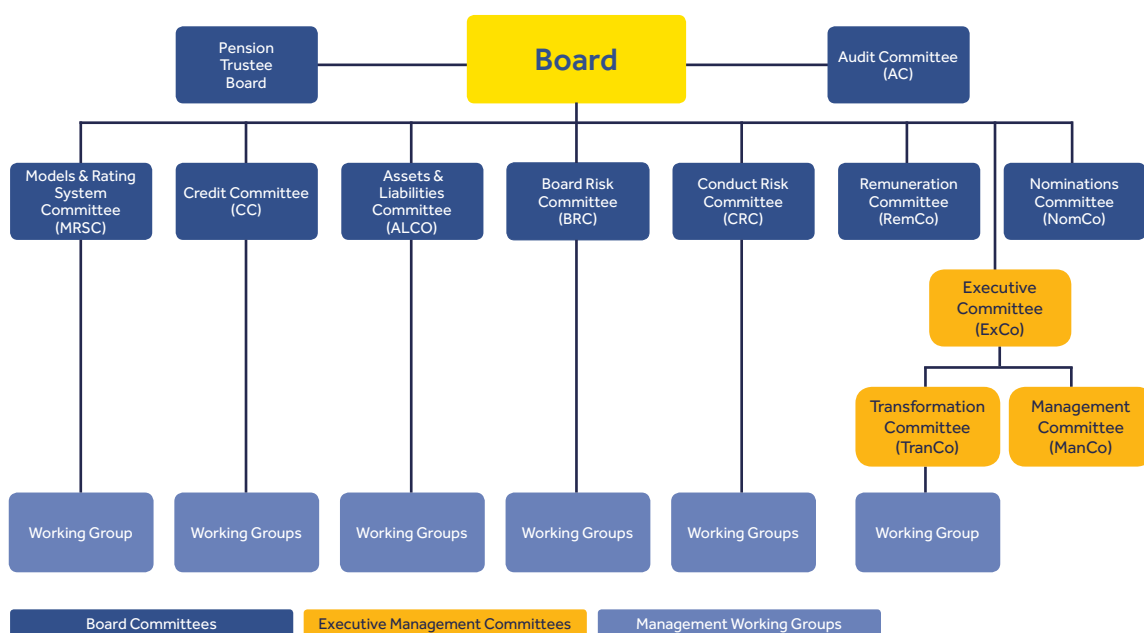 Pension
Trustee
Board
Board
Audit Committee
(AC)
Models & Rating
System
Committee
(MRSC)
Credit Committee
(CC)
Assets &
Liabilities
Committee
(ALCO)
Board Risk
Committee
(BRC)
Conduct Risk
Committee
(CRC)
Remuneration
Committee
(RemCo)
Nominations
Committee
(NomCo)
Executive
Committee
(ExCo)
Transformation
Committee
(TranCo)
Management
Committee
(ManCo)
Working Group
Working Groups
Working Groups
Working Groups
Working Groups
Working Group
Board Committees
Executive Management Committees
Management Working Groups